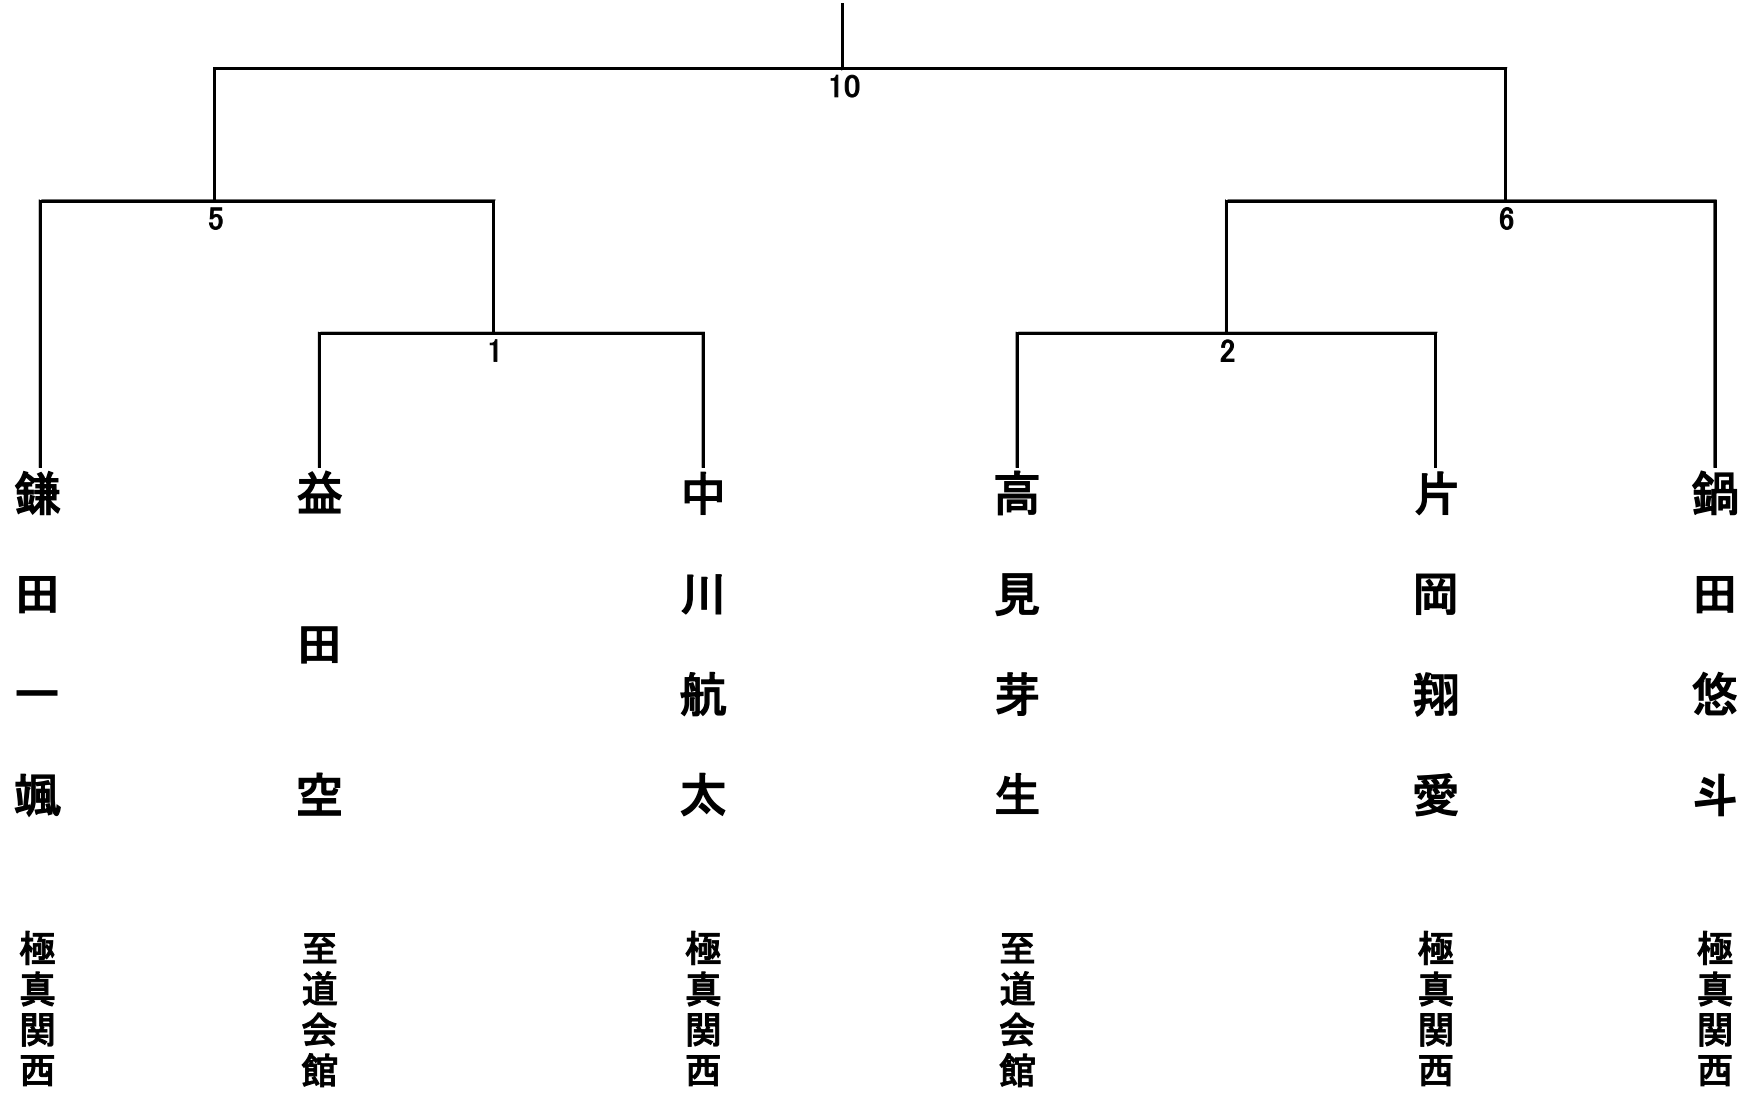 10
5
6
1
2
鎌田一颯
益田空
中川航太
高見芽生
片岡翔愛
鍋田悠斗
極真関西
至道会館
極真関西
至道会館
極真関西
極真関西